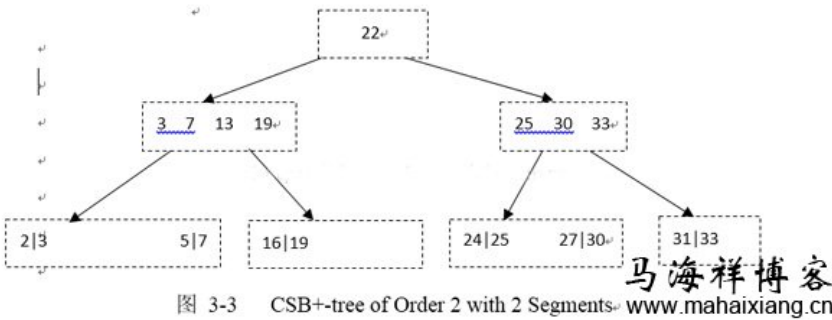 22
3 7 13 19
25 30 33
2|3 5|7
16|19
24|25 27|30
31|33
马海祥博客
图 3-3 CSB+-tree of Order 2 with 2 Segments
www.mahaixiang.cn